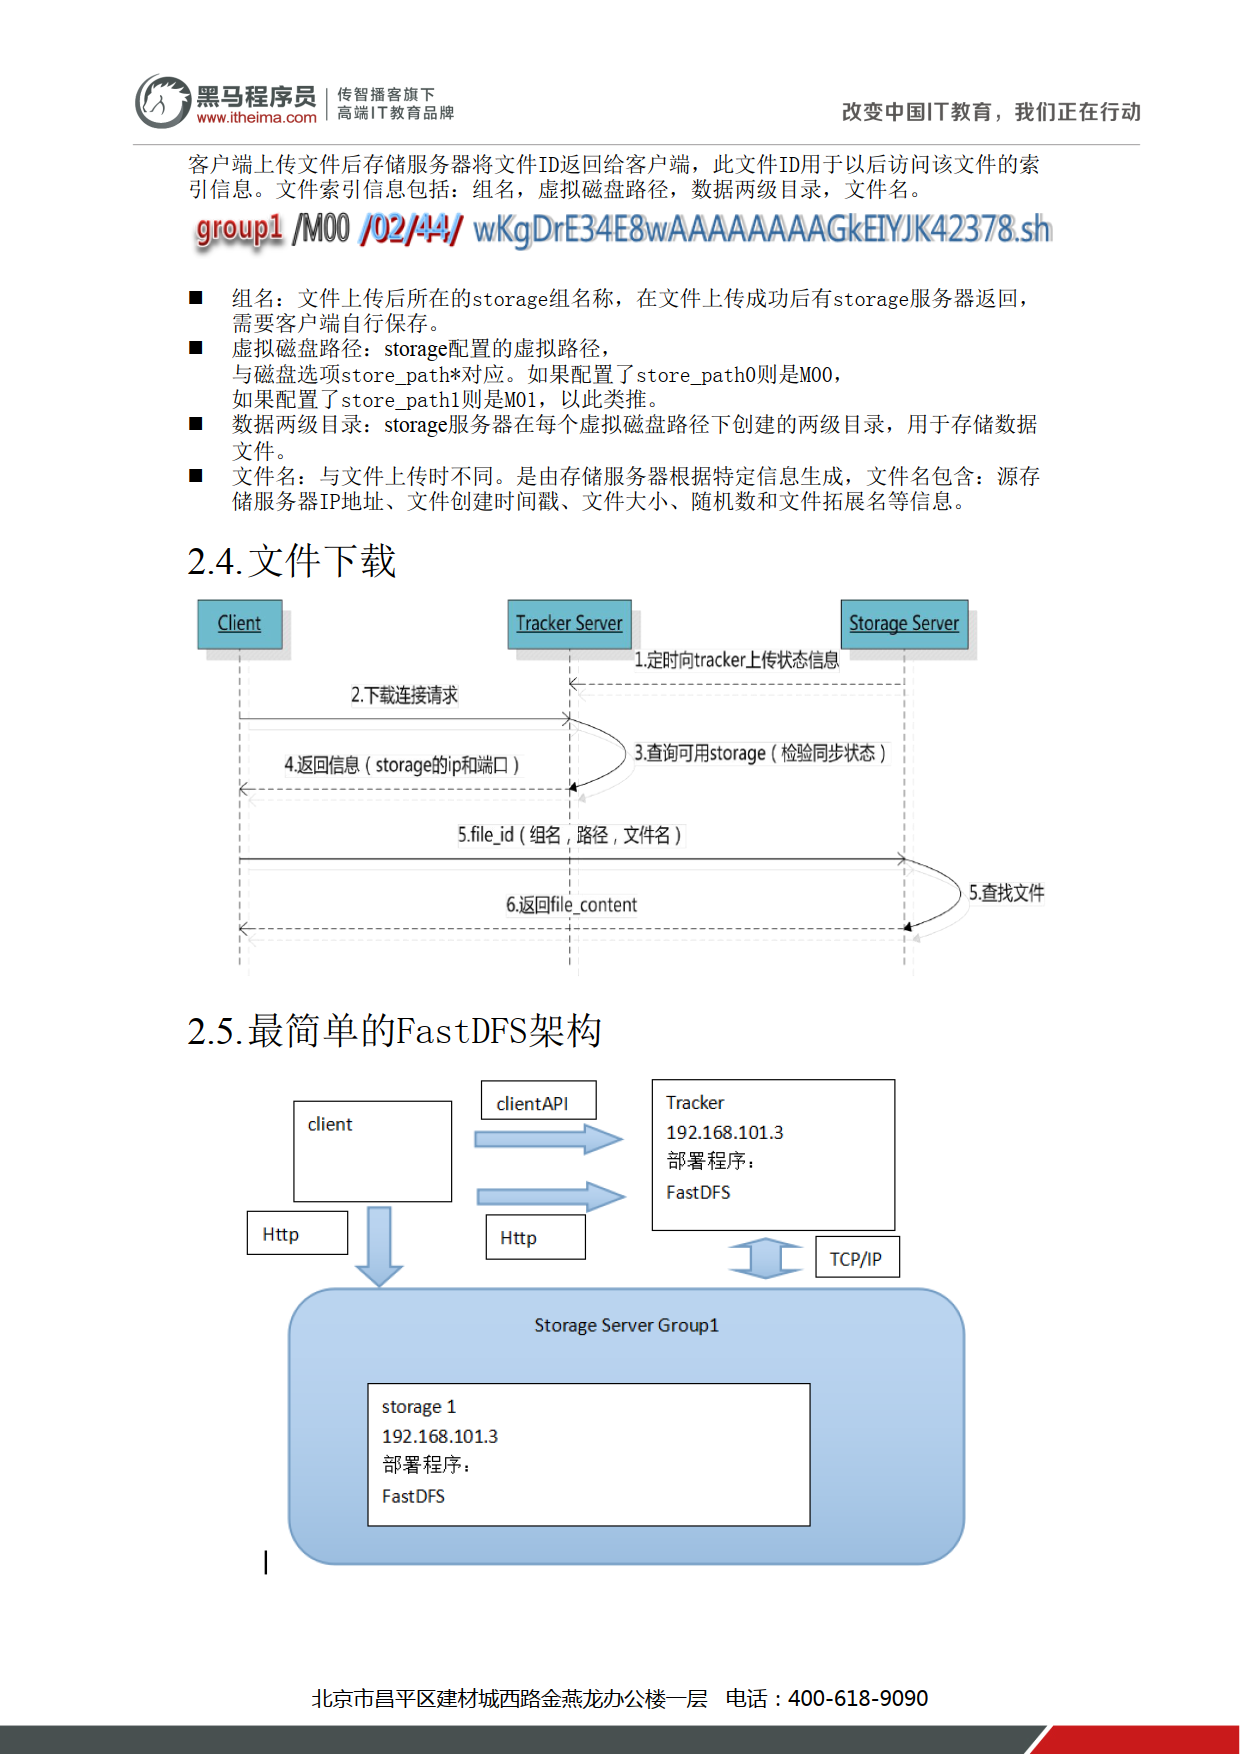 黑马程序员
www.itheima.com
传智播客旗下
高端IT教育品牌
改变中国IT教育，我们正在行动
客户端上传文件后存储服务器将文件ID返回给客户端，此文件ID用于以后访问该文件的索
引信息。文件索引信息包括：组名，虚拟磁盘路径，数据两级目录，文件名。
group1 /M00 /02/44/ wKgDrE34E8wAAAAAAAAGkEIYJK42378.sh
■ 组名：文件上传后所在的storage组名称，在文件上传成功后有storage服务器返回，
需要客户端自行保存。
■ 虚拟磁盘路径：storage配置的虚拟路径，
与磁盘选项store_path*对应。如果配置了store_path0则是M00，
如果配置了store_path1则是M01，以此类推。
■ 数据两级目录：storage服务器在每个虚拟磁盘路径下创建的两级目录，用于存储数据
文件。
■ 文件名：与文件上传时不同。是由存储服务器根据特定信息生成，文件名包含：源存
储服务器IP地址、文件创建时间戳、文件大小、随机数和文件拓展名等信息。
2.4.文件下载
Client
Tracker Server
Storage Server
1.定时向tracker上传状态信息
2.下载连接请求
3.查询可用storage（检验同步状态）
4.返回信息（storage的ip和端口）
5.file_id（组名，路径，文件名）
5.查找文件
6.返回file_content
2.5.最简单的FastDFS架构
client
clientAPI
Tracker
192.168.101.3
部署程序：
FastDFS
Http
Http
TCP/IP
Storage Server Group1
storage 1
192.168.101.3
部署程序：
FastDFS
北京市昌平区建材城西路金燕龙办公楼一层 电话：400-618-9090